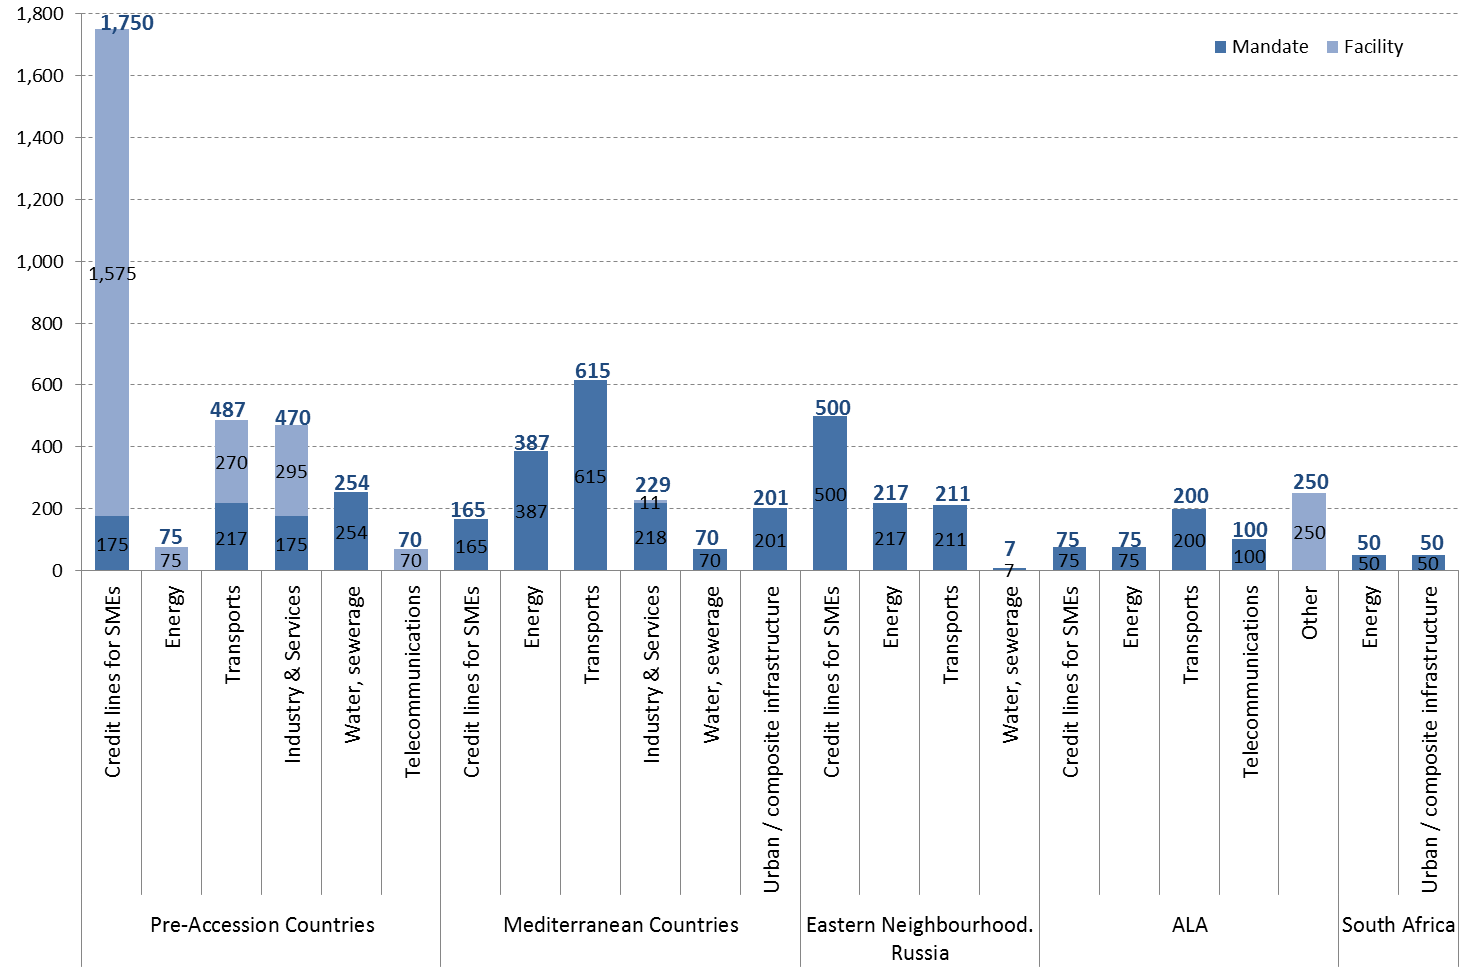 1,800
1,600
1,400
1,200
1,000
800
600
400
200
0
Mandate Facility
1,750
1,575
175
75
75
487
270
217
470
295
175
254
254
70
70
165
165
387
387
615
615
229
11
218
70
70
201
201
500
500
217
217
211
211
7
7
75
75
75
75
200
200
100
100
250
250
50
50
50
50
Credit lines for SMEs
Energy
Transports
Industry & Services
Water, sewerage
Telecommunications
Credit lines for SMEs
Energy
Transports
Industry & Services
Water, sewerage
Urban / composite infrastructure
Credit lines for SMEs
Energy
Transports
Water, sewerage
Credit lines for SMEs
Energy
Transports
Telecommunications
Other
Energy
Urban / composite infrastructure
Pre-Accession Countries
Mediterranean Countries
Eastern Neighbourhood.
Russia
ALA
South Africa